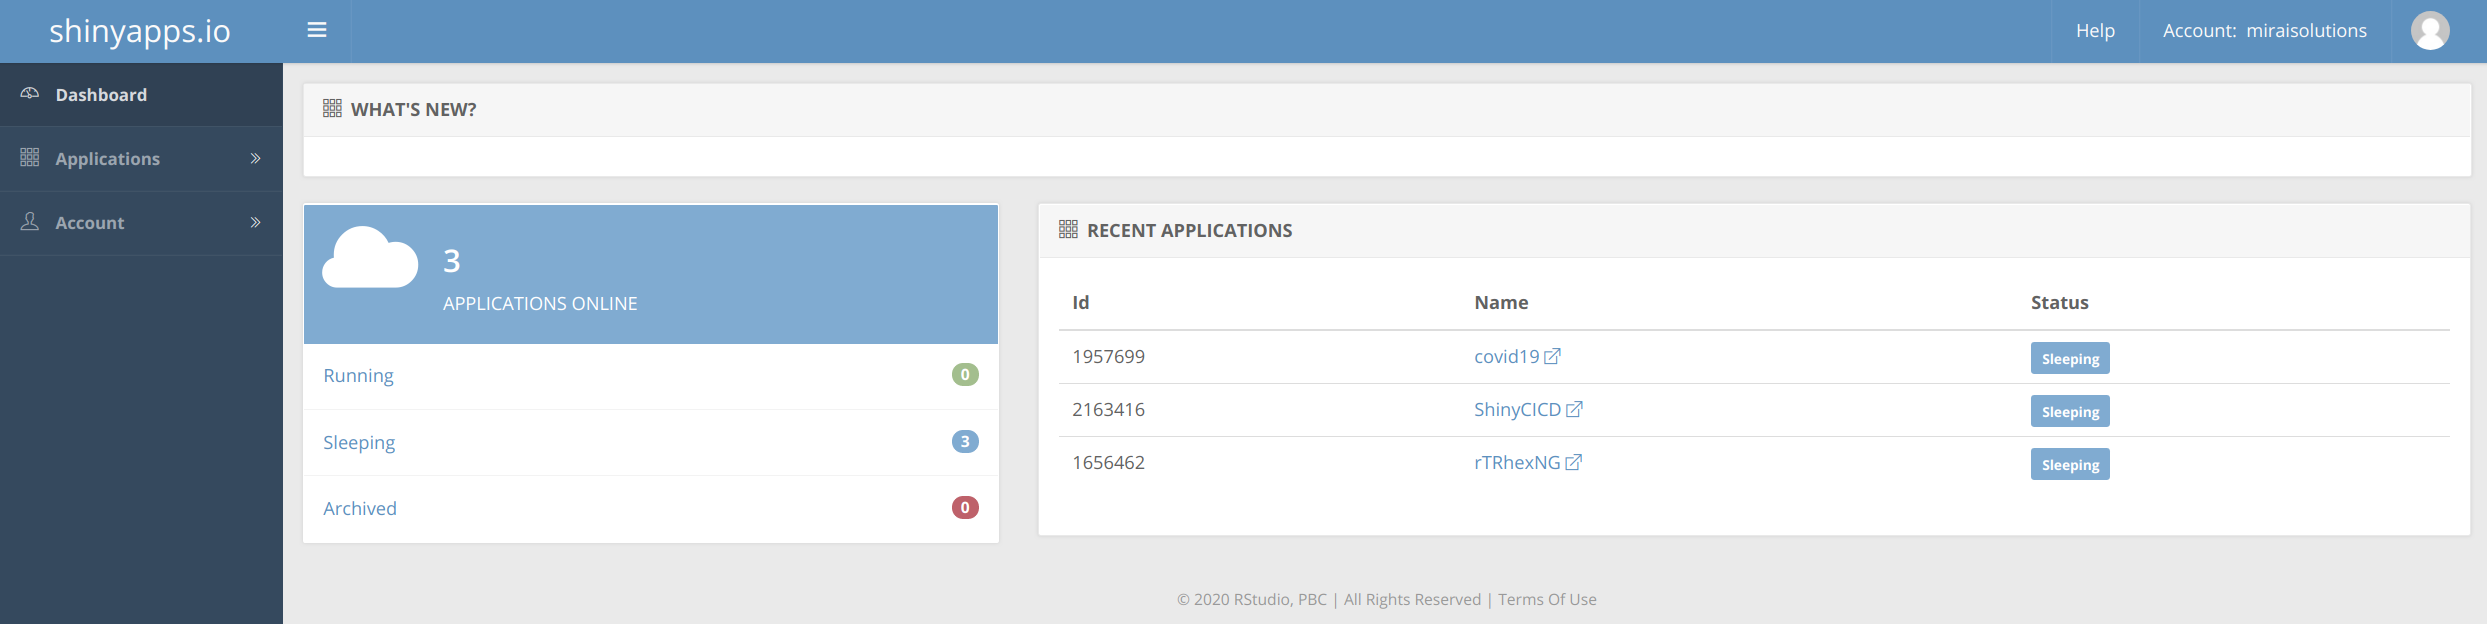 shinyapps.io
Help
Account: miraisolutions
Dashboard
Applications
Account
WHAT'S NEW?
3
APPLICATIONS ONLINE
Running 0
Sleeping 3
Archived 0
RECENT APPLICATIONS
Id Name Status
1957699 covid19 Sleeping
2163416 ShinyCICD Sleeping
1656462 rTRhexNG Sleeping
© 2020 RStudio, PBC | All Rights Reserved | Terms Of Use